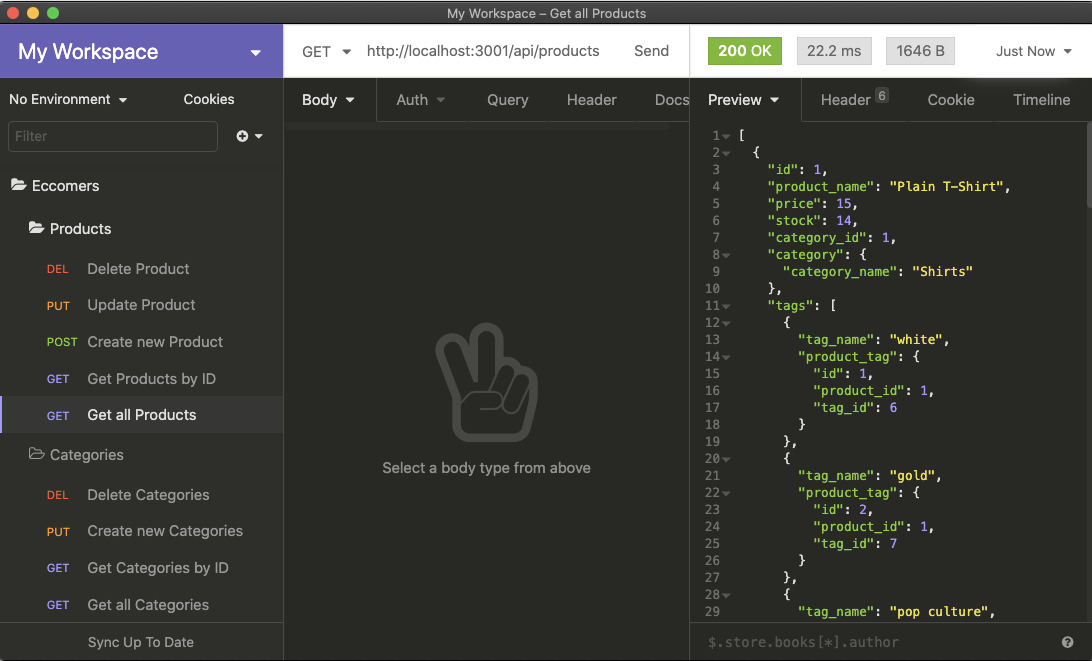 My Workspace – Get all Products
My Workspace
GET http://localhost:3001/api/products Send
200 OK 22.2 ms 1646 B Just Now
No Environment Cookies
Filter
Eccomers
Products
DEL Delete Product
PUT Update Product
POST Create new Product
GET Get Products by ID
GET Get all Products
Categories
DEL Delete Categories
PUT Create new Categories
GET Get Categories by ID
GET Get all Categories
Sync Up To Date
Body Auth Query Header Docs
Select a body type from above
Preview Header 6 Cookie Timeline
1 [
2 {
3 "id": 1,
4 "product_name": "Plain T-Shirt",
5 "price": 15,
6 "stock": 14,
7 "category_id": 1,
8 "category": {
9 "category_name": "Shirts"
10 },
11 "tags": [
12 {
13 "tag_name": "white",
14 "product_tag": {
15 "id": 1,
16 "product_id": 1,
17 "tag_id": 6
18 }
19 },
20 {
21 "tag_name": "gold",
22 "product_tag": {
23 "id": 2,
24 "product_id": 1,
25 "tag_id": 7
26 }
27 },
28 {
29 "tag_name": "pop culture",
$.store.books[*].author
?